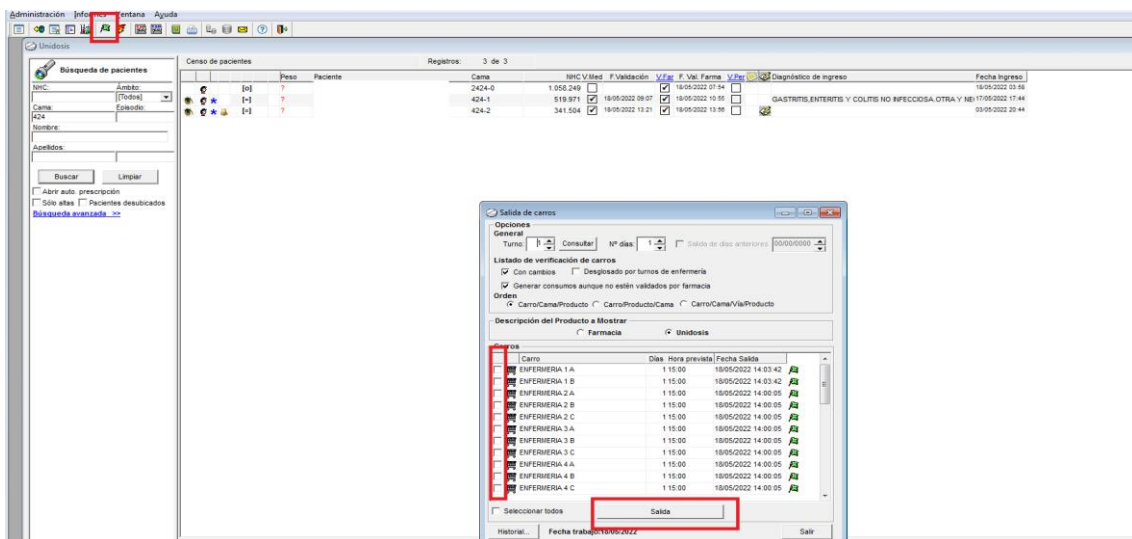 Administración Informes Ventana Ayuda
Unidosis
Búsqueda de pacientes
NHC: Ámbito:
[Todos]
Cama: Episodio:
424
Nombre:
Apellidos:
Buscar Limpiar
Abrir auto. prescripción
Sólo altas Pacientes desubicados
Búsqueda avanzada >>
Censo de pacientes Registros: 3 de 3
Peso Paciente Cama NHC V.Med F.Validación V.Far F. Val. Farma V.Per Diagnóstico de ingreso Fecha Ingreso
[o] ? 2424-0 1.058.249 18/05/2022 07:54 18/05/2022 03:58
? 424-1 519.971 18/05/2022 09:07 18/05/2022 10:55 GASTRITIS,ENTERITIS Y COLITIS NO INFECCIOSA.OTRA Y NE 17/05/2022 17:44
? 424-2 341.504 18/05/2022 13:21 18/05/2022 13:56 03/05/2022 20:44
Salida de carros
Opciones
General
Turno: Consultar Nº días: 1 Salida de días anteriores: 00/00/0000
Listado de verificación de carros
Con cambios Desglosado por turnos de enfermería
Generar consumos aunque no estén validados por farmacia
Orden
Carro/Cama/Producto Carro/Producto/Cama Carro/Cama/Vía/Producto
Descripción del Producto a Mostrar
Farmacia Unidosis
Carros
Carro Días Hora prevista Fecha Salida
ENFERMERIA 1 A 1 15:00 18/05/2022 14:03:42
ENFERMERIA 1 B 1 15:00 18/05/2022 14:03:42
ENFERMERIA 2 A 1 15:00 18/05/2022 14:00:05
ENFERMERIA 2 B 1 15:00 18/05/2022 14:00:05
ENFERMERIA 2 C 1 15:00 18/05/2022 14:00:05
ENFERMERIA 3 A 1 15:00 18/05/2022 14:00:05
ENFERMERIA 3 B 1 15:00 18/05/2022 14:00:05
ENFERMERIA 3 C 1 15:00 18/05/2022 14:00:05
ENFERMERIA 4 A 1 15:00 18/05/2022 14:00:05
ENFERMERIA 4 B 1 15:00 18/05/2022 14:00:05
ENFERMERIA 4 C 1 15:00 18/05/2022 14:00:05
Seleccionar todos Salida
Historial... Fecha trabajo:18/05/2022 Salir